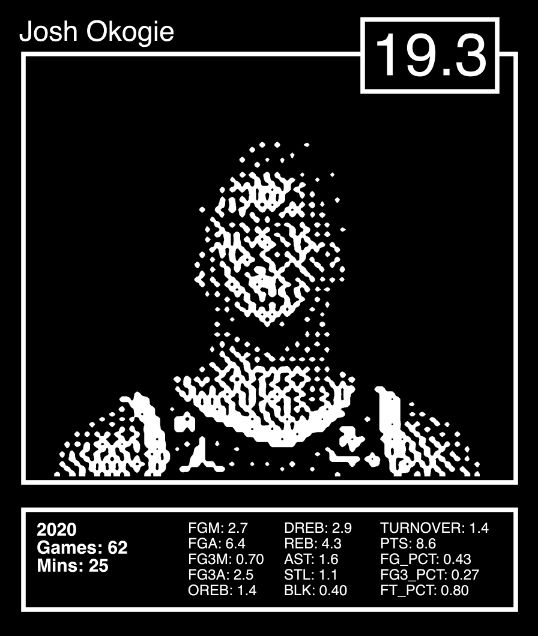 Josh Okogie
19.3
2020
Games: 62
Mins: 25
FGM: 2.7
FGA: 6.4
FG3M: 0.70
FG3A: 2.5
OREB: 1.4
DREB: 2.9
REB: 4.3
AST: 1.6
STL: 1.1
BLK: 0.40
TURNOVER: 1.4
PTS: 8.6
FG_PCT: 0.43
FG3_PCT: 0.27
FT_PCT: 0.80